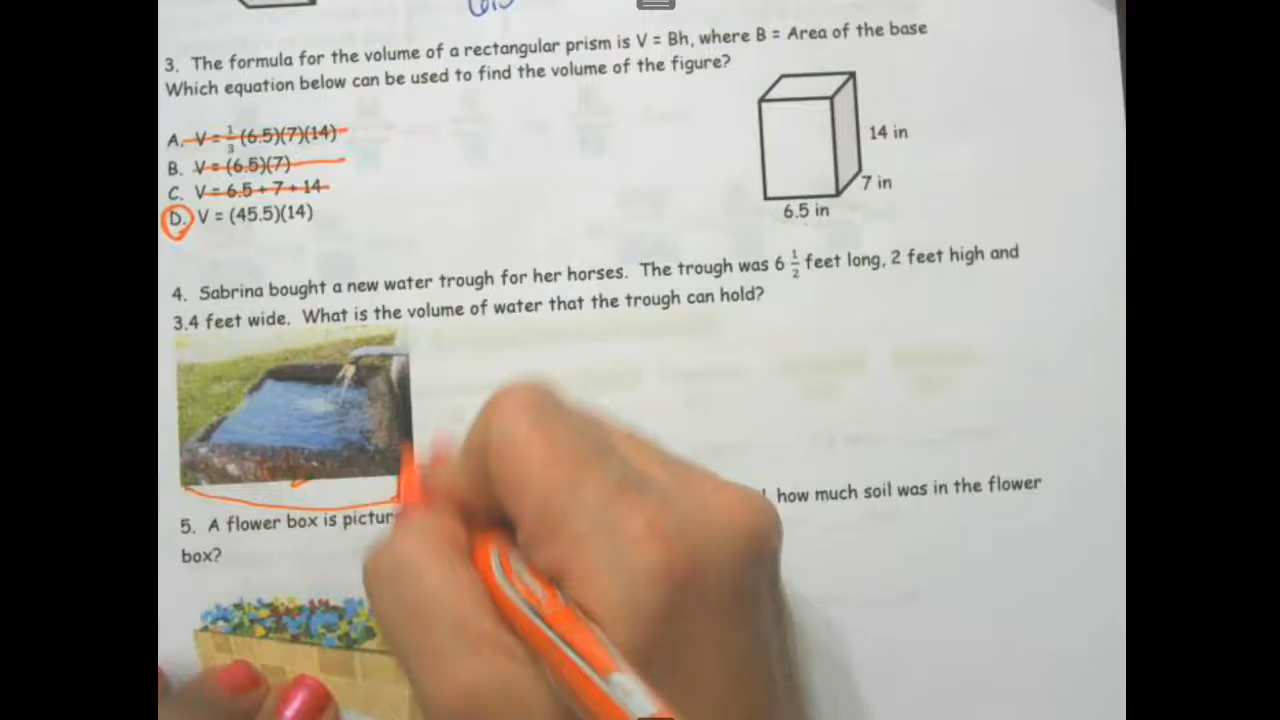 3. The formula for the volume of a rectangular prism is V = Bh, where B = Area of the base
Which equation below can be used to find the volume of the figure?
A. V = 1/3 (6.5)(7)(14)
B. V = (6.5)(7)
C. V = 6.5 + 7 + 14
D. V = (45.5)(14)
14 in
7 in
6.5 in
4. Sabrina bought a new water trough for her horses. The trough was 6 1/2 feet long, 2 feet high and
3.4 feet wide. What is the volume of water that the trough can hold?
5. A flower box is how much soil was in the flower
box?